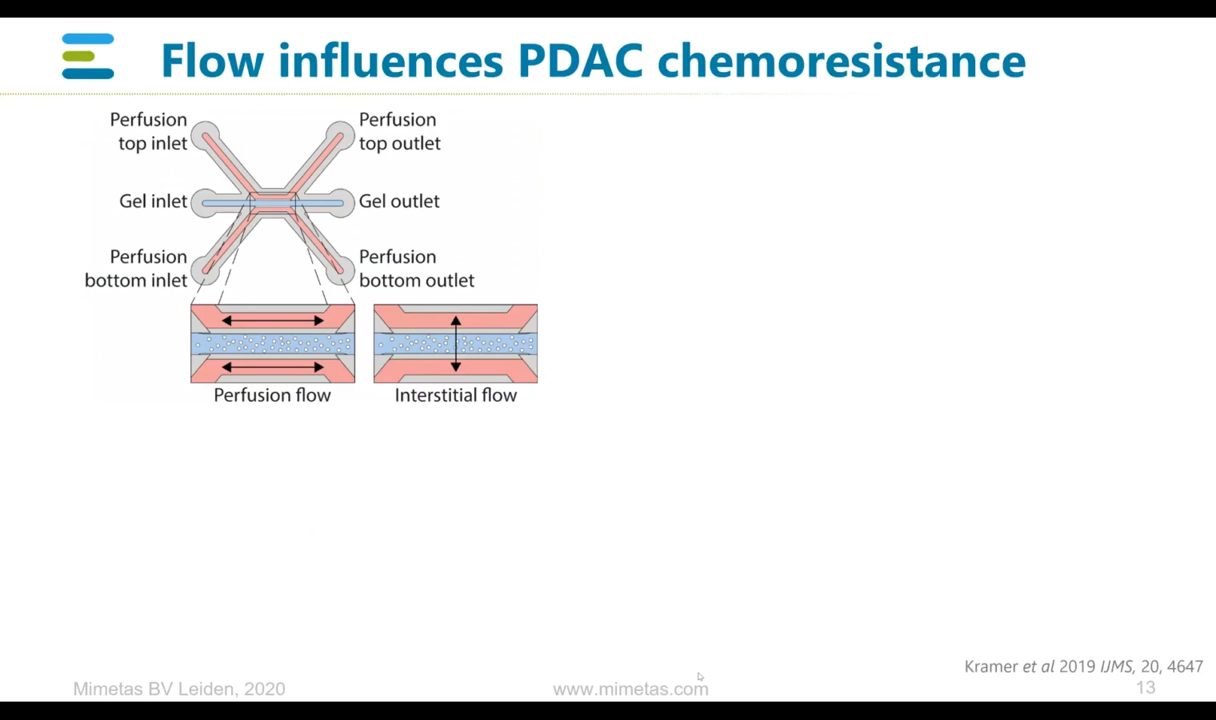 Flow influences PDAC chemoresistance
Perfusion
top inlet
Perfusion
top outlet
Gel inlet
Gel outlet
Perfusion
bottom inlet
Perfusion
bottom outlet
Perfusion flow
Interstitial flow
Kramer et al 2019 IJMS, 20, 4647
Mimetas BV Leiden, 2020
www.mimetas.com
13